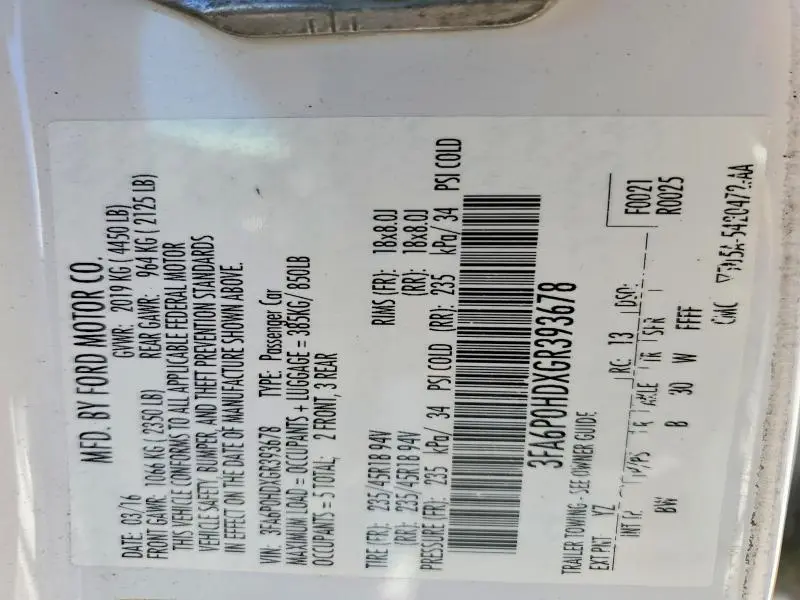 MFD. BY FORD MOTOR CO.
DATE: 03/16 GVWR: 2019 KG ( 4450 LB)
FRONT GAWR: 1066 KG ( 2350 LB) REAR GAWR: 964 KG ( 2125 LB)
THIS VEHICLE CONFORMS TO ALL APPLICABLE FEDERAL MOTOR
VEHICLE SAFETY, BUMPER, AND THEFT PREVENTION STANDARDS
IN EFFECT ON THE DATE OF MANUFACTURE SHOWN ABOVE.
VIN: 3FA6P0HDXGR393678 TYPE: Passenger Car
MAXIMUM LOAD = OCCUPANTS + LUGGAGE = 385KG/ 850LB
OCCUPANTS = 5 TOTAL; 2 FRONT, 3 REAR
TIRE (FR): 235/45R18 94V RIMS (FR): 18x8.0J
(RR): 235/45R18 94V (RR): 18x8.0J
PRESSURE (FR): 235 kPa/ 34 PSI COLD (RR): 235 kPa/ 34 PSI COLD
3FA6P0HDXGR393678
TRAILER TOWING - SEE OWNER GUIDE
F0021
R0025
EXT PNT: YZ RC: 13 DSO:
INT TR SPR
BW B 30 W FFFF